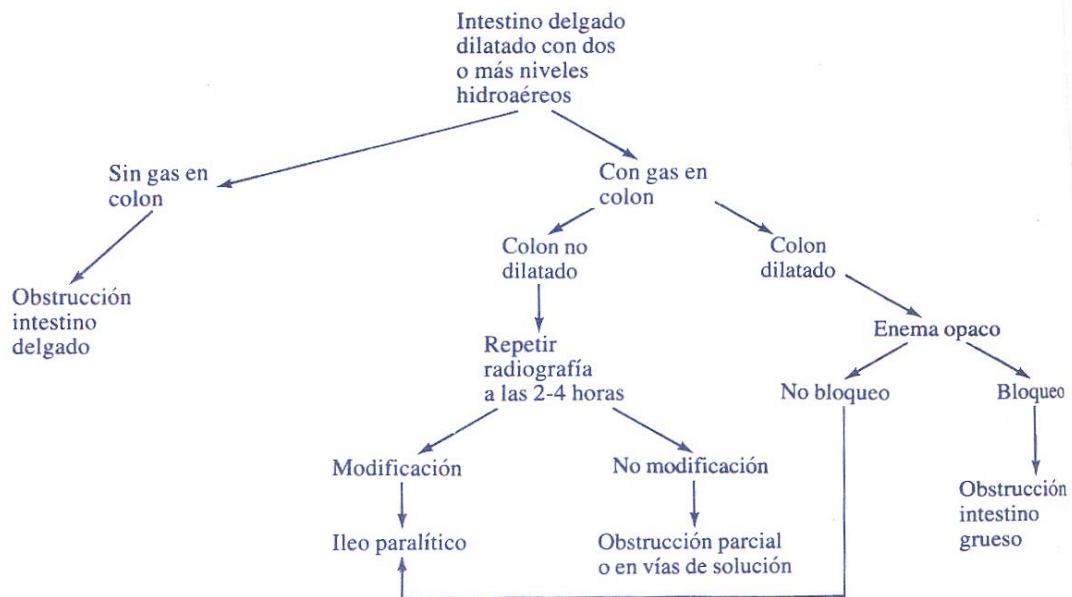 Intestino delgado
dilatado con dos
o más niveles
hidroaéreos
Sin gas en
colon
Con gas en
colon
Colon no
dilatado
Colon
dilatado
Obstrucción
intestino
delgado
Enema opaco
Repetir
radiografía
a las 2-4 horas
No bloqueo
Bloqueo
Modificación
No modificación
Obstrucción
intestino
grueso
Ileo paralítico
Obstrucción parcial
o en vías de solución